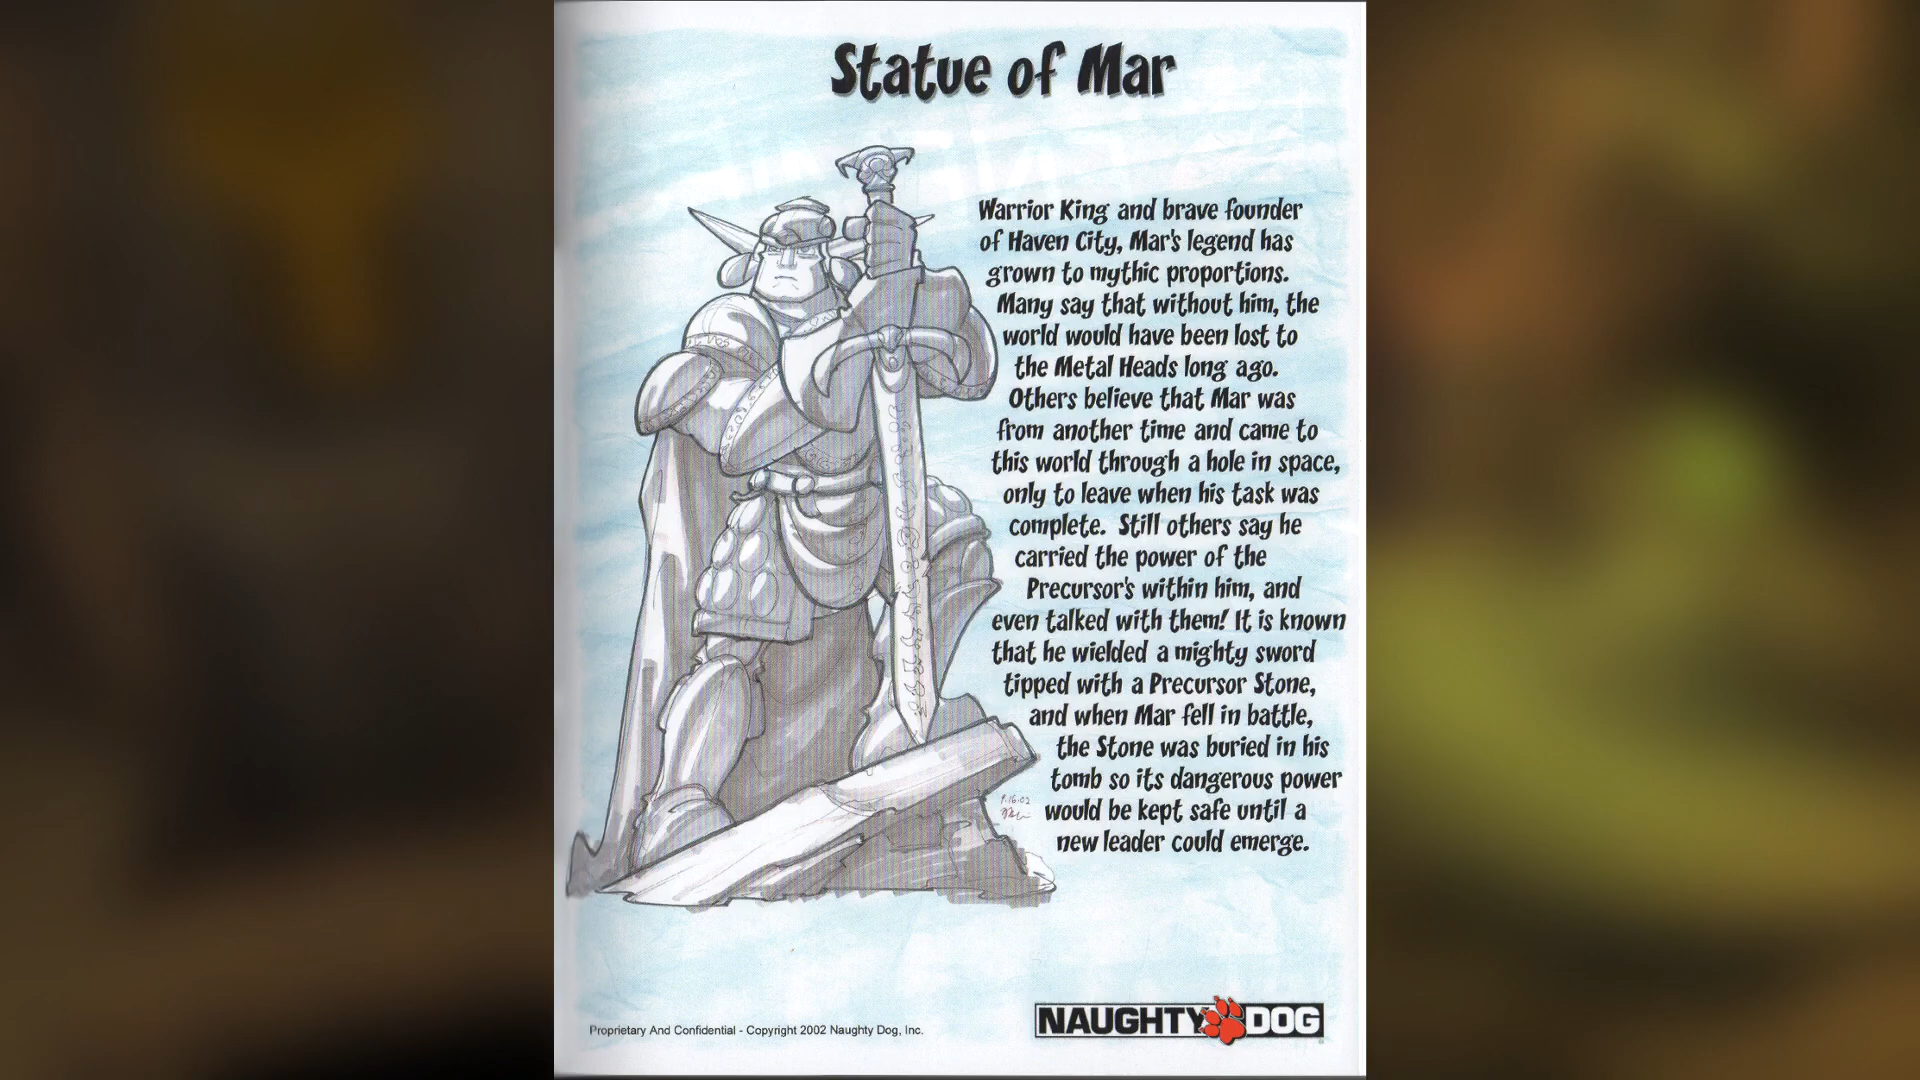 Statue of Mar
Warrior King and brave founder
of Haven City, Mar's legend has
grown to mythic proportions.
Many say that without him, the
world would have been lost to
the Metal Heads long ago.
Others believe that Mar was
from another time and came to
this world through a hole in space,
only to leave when his task was
complete. Still others say he
carried the power of the
Precursor's within him, and
even talked with them! It is known
that he wielded a mighty sword
tipped with a Precursor Stone,
and when Mar fell in battle,
the Stone was buried in his
tomb so its dangerous power
would be kept safe until a
new leader could emerge.
9.16.02
Proprietary And Confidential - Copyright 2002 Naughty Dog, Inc.
NAUGHTY DOG